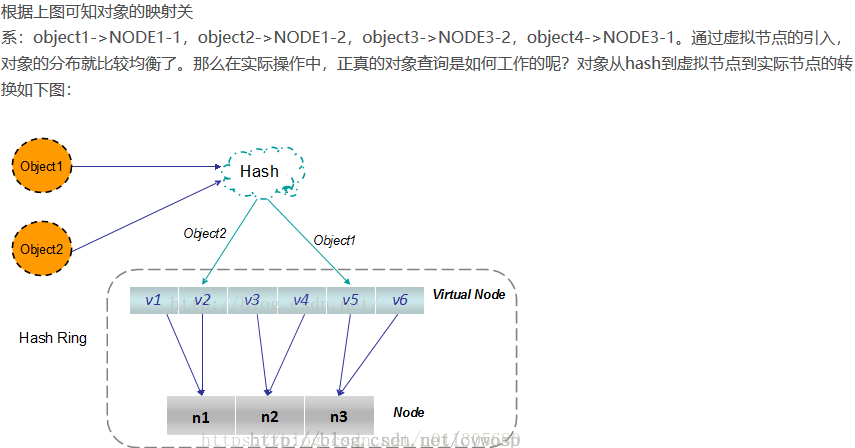 根据上图可知对象的映射关
系：object1->NODE1-1，object2->NODE1-2，object3->NODE3-2，object4->NODE3-1。通过虚拟节点的引入，
对象的分布就比较均衡了。那么在实际操作中，正真的对象查询是如何工作的呢？对象从hash到虚拟节点到实际节点的转
换如下图：
Object1
Hash
Object2
Object2
Object1
v1 v2 v3 v4 v5 v6
Virtual Node
Hash Ring
n1 n2 n3
Node
http://blog.csdn.net/cywosp